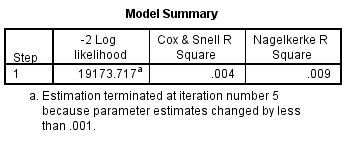 Model Summary
Step -2 Log likelihood Cox & Snell R Square Nagelkerke R Square
1 19173.717a .004 .009
a. Estimation terminated at iteration number 5
because parameter estimates changed by less
than .001.